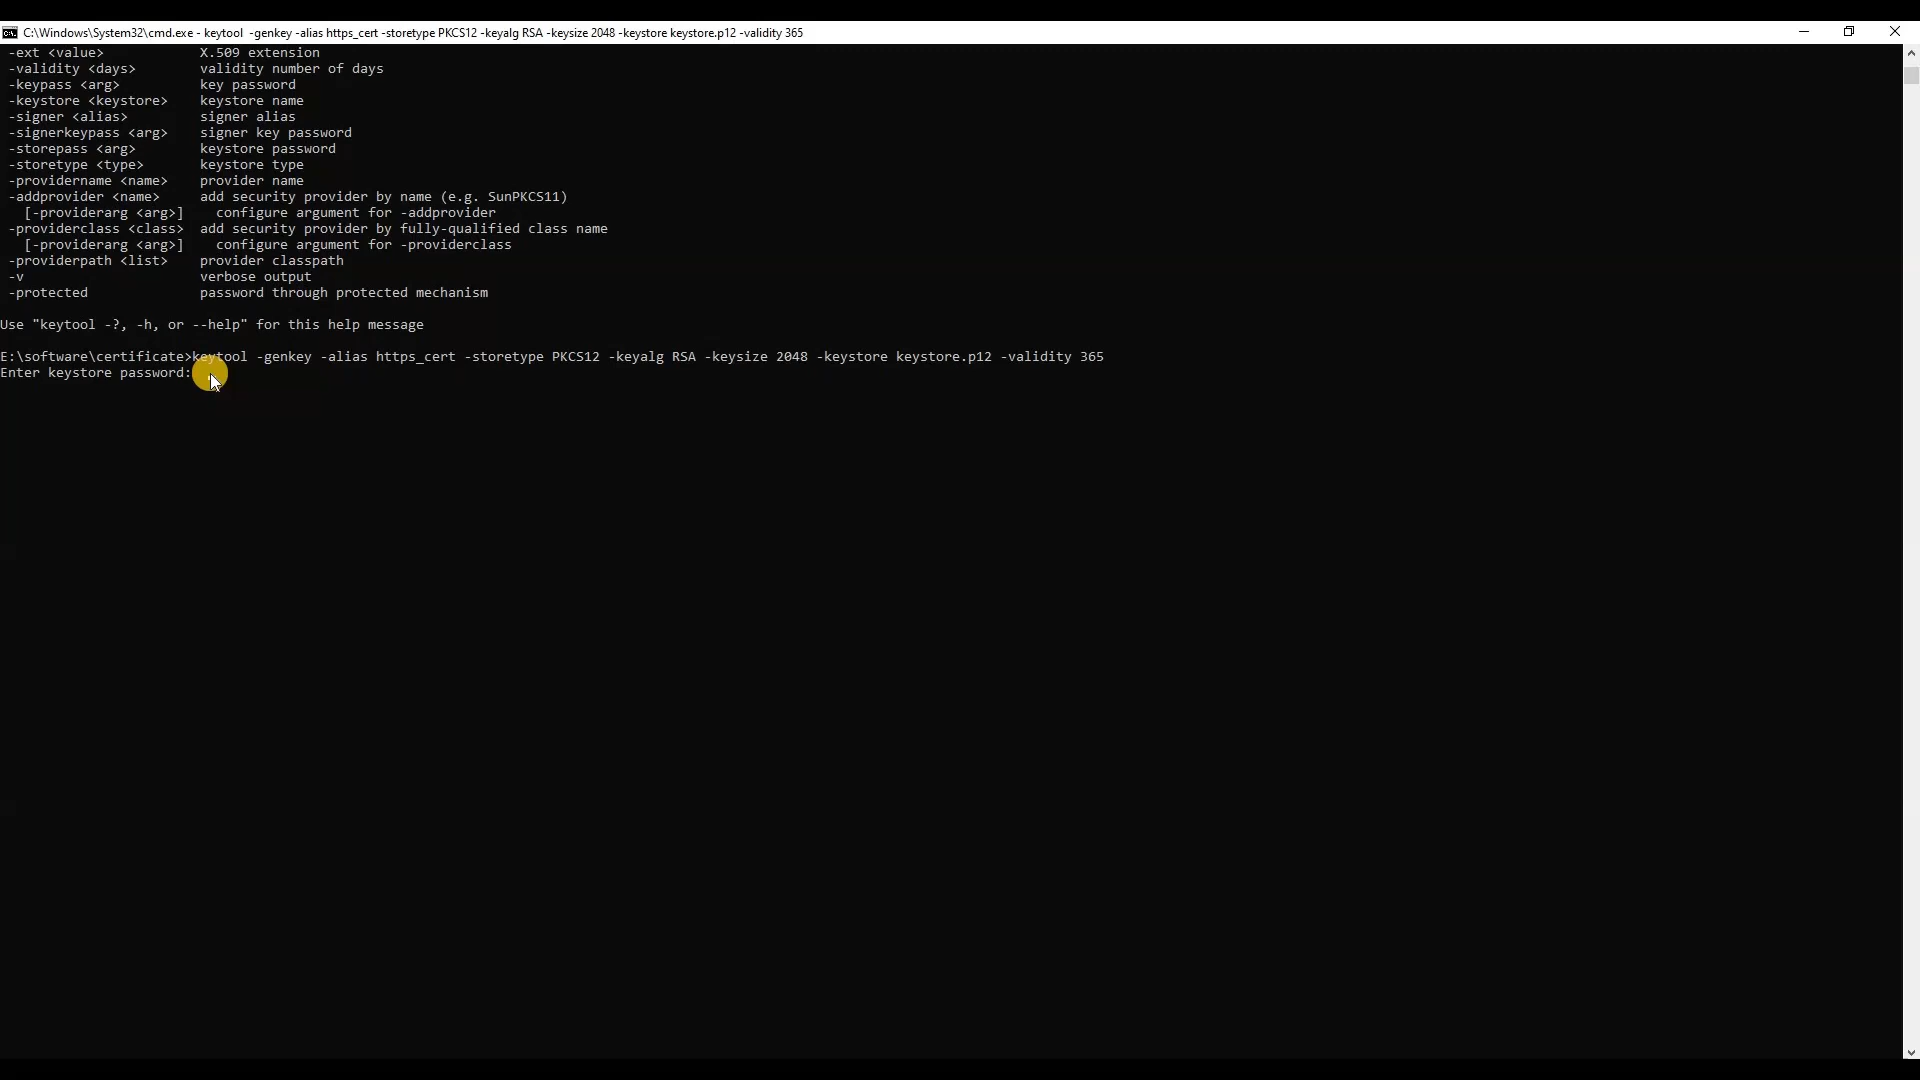 C:\Windows\System32\cmd.exe - keytool  -genkey -alias https_cert -storetype PKCS12 -keyalg RSA -keysize 2048 -keystore keystore.p12 -validity 365
-ext <value>            X.509 extension
-validity <days>        validity number of days
-keypass <arg>          key password
-keystore <keystore>    keystore name
-signer <alias>         signer alias
-signerkeypass <arg>    signer key password
-storepass <arg>        keystore password
-storetype <type>       keystore type
-providername <name>    provider name
-addprovider <name>     add security provider by name (e.g. SunPKCS11)
  [-providerarg <arg>]    configure argument for -addprovider
-providerclass <class>  add security provider by fully-qualified class name
  [-providerarg <arg>]    configure argument for -providerclass
-providerpath <list>    provider classpath
-v                      verbose output
-protected              password through protected mechanism
Use "keytool -?, -h, or --help" for this help message
E:\software\certificate>keytool -genkey -alias https_cert -storetype PKCS12 -keyalg RSA -keysize 2048 -keystore keystore.p12 -validity 365
Enter keystore password: